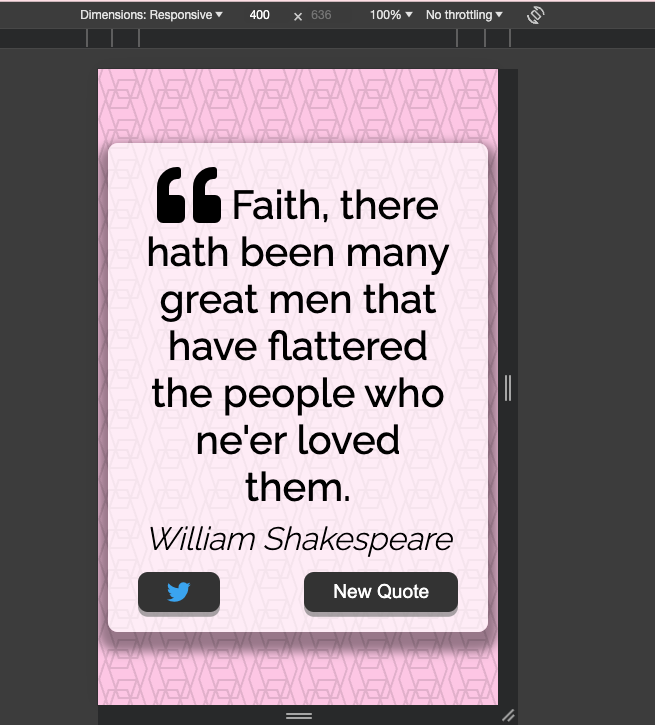 Dimensions: Responsive 400 × 636 100% No throttling
“ Faith, there
hath been many
great men that
have flattered
the people who
ne'er loved
them.
William Shakespeare
New Quote